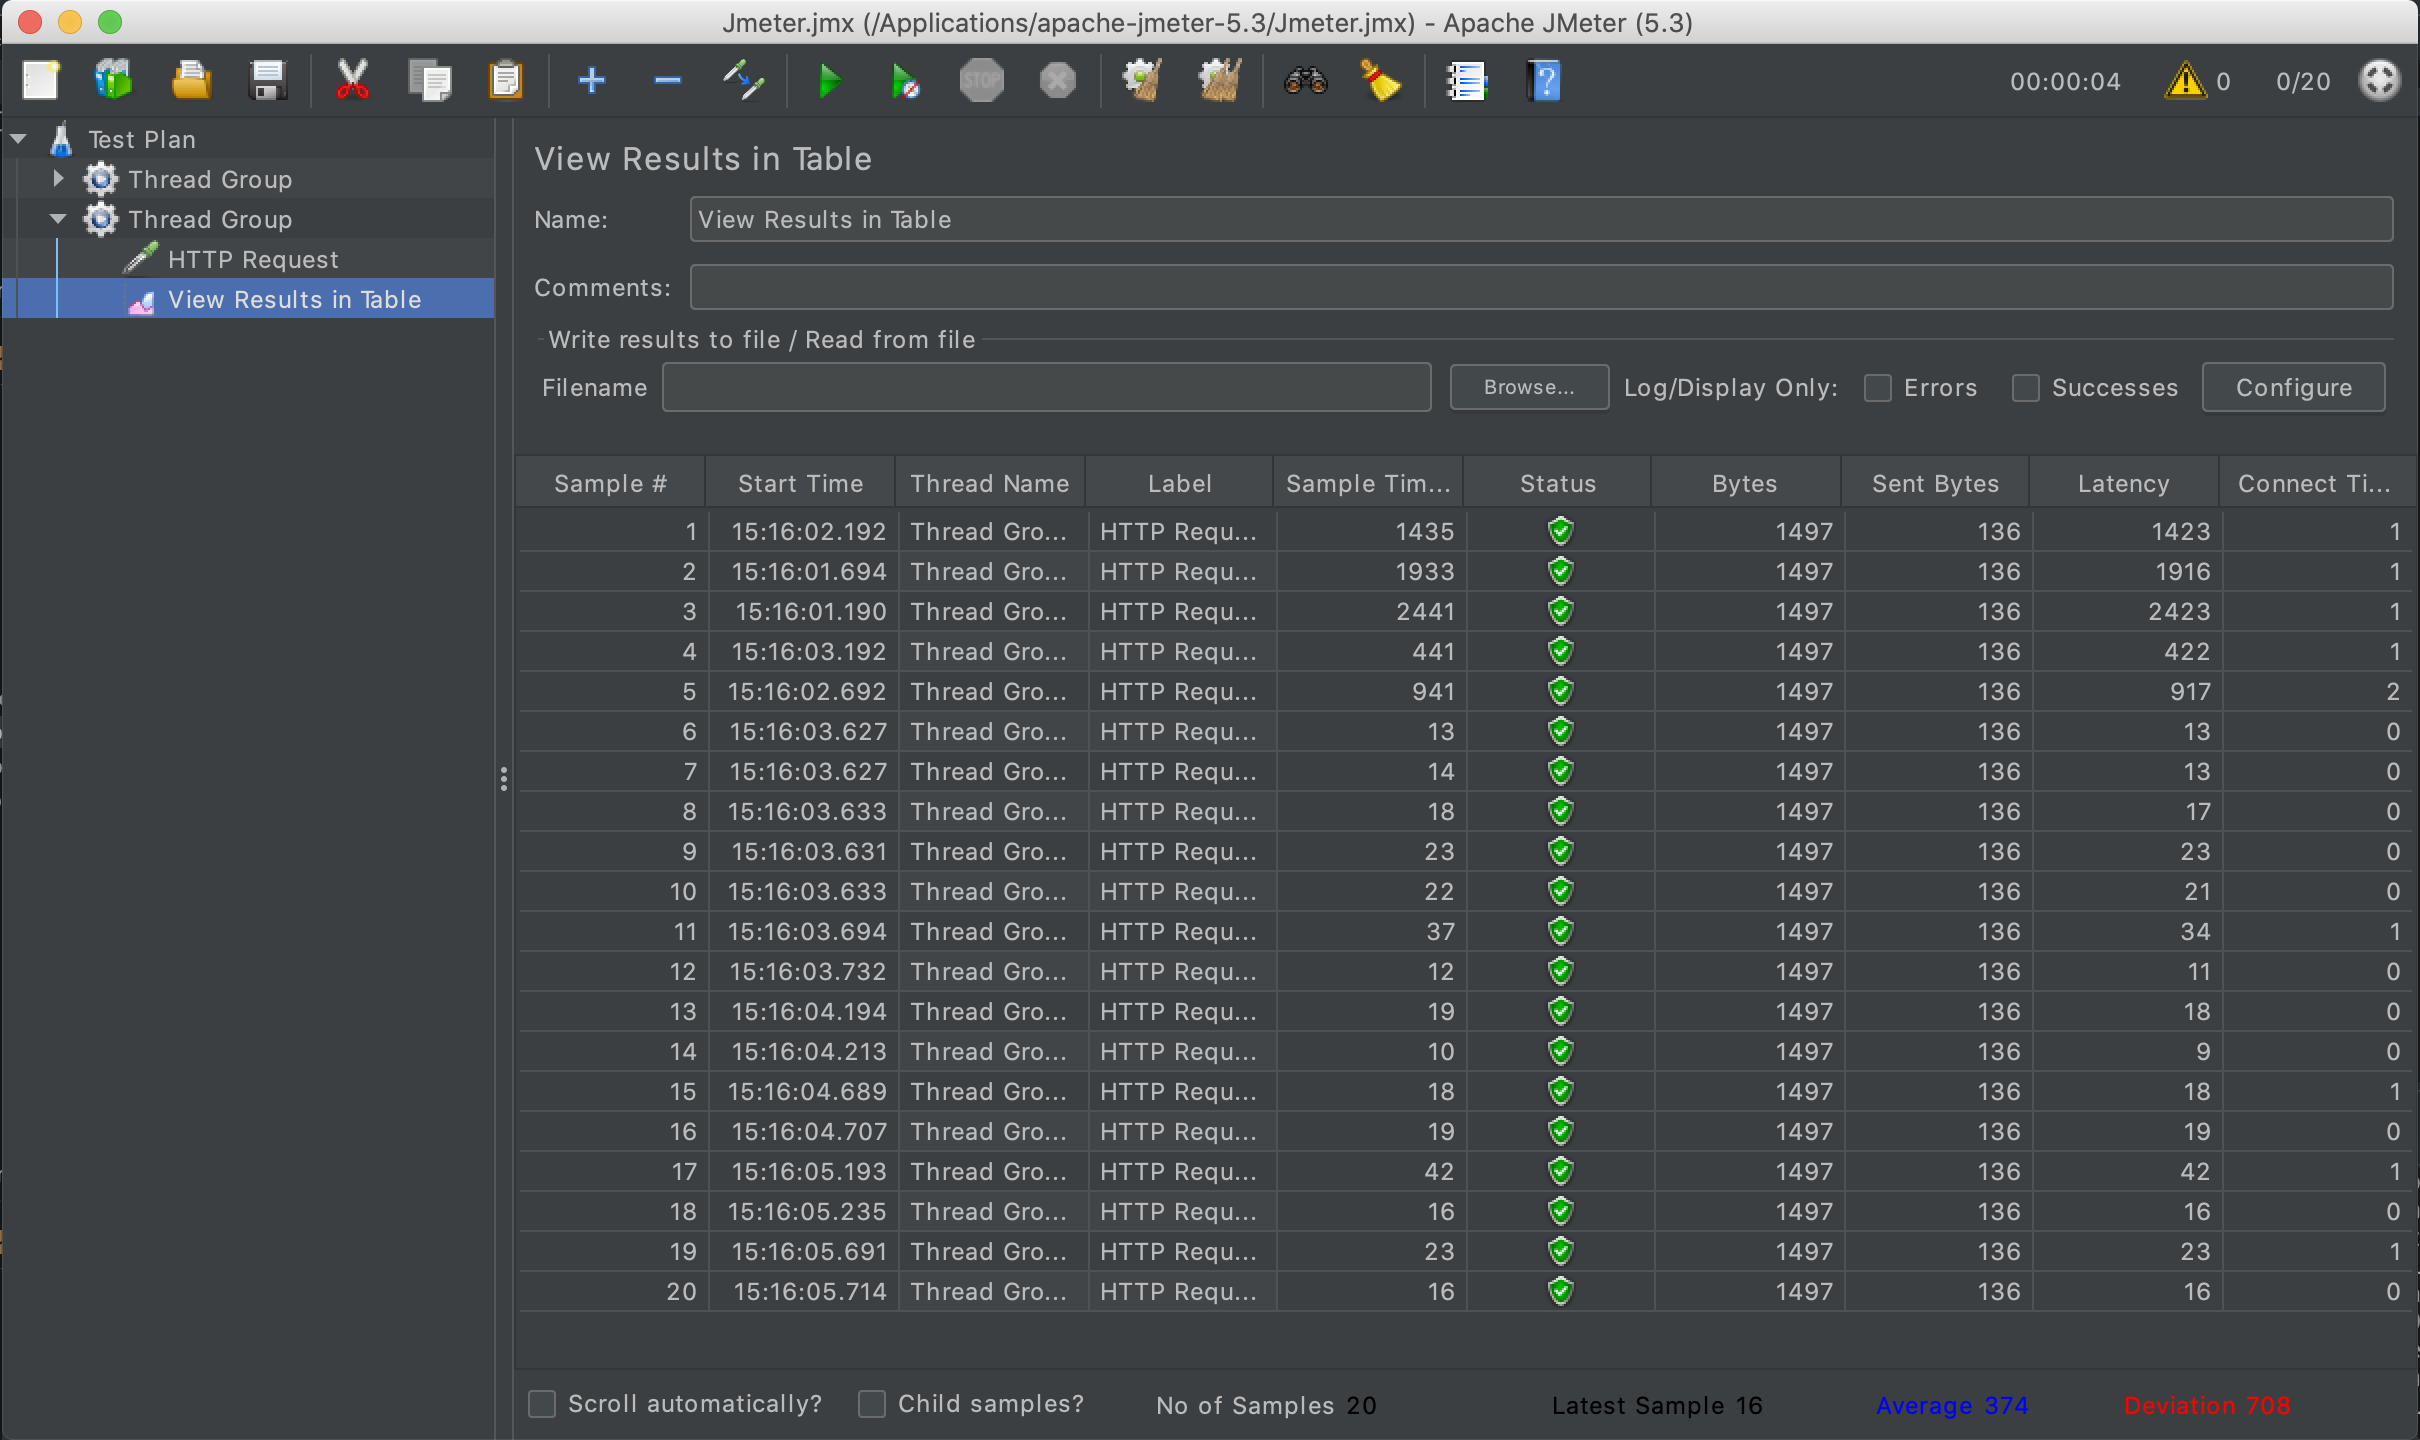 Jmeter.jmx (/Applications/apache-jmeter-5.3/Jmeter.jmx) - Apache JMeter (5.3)
STOP 00:00:04 0 0/20
Test Plan
Thread Group
Thread Group
HTTP Request
View Results in Table
View Results in Table
Name: View Results in Table
Comments:
Write results to file / Read from file
Filename Browse... Log/Display Only: Errors Successes Configure
Sample # Start Time Thread Name Label Sample Tim... Status Bytes Sent Bytes Latency Connect Ti...
1 15:16:02.192 Thread Gro... HTTP Requ... 1435 1497 136 1423 1
2 15:16:01.694 Thread Gro... HTTP Requ... 1933 1497 136 1916 1
3 15:16:01.190 Thread Gro... HTTP Requ... 2441 1497 136 2423 1
4 15:16:03.192 Thread Gro... HTTP Requ... 441 1497 136 422 1
5 15:16:02.692 Thread Gro... HTTP Requ... 941 1497 136 917 2
6 15:16:03.627 Thread Gro... HTTP Requ... 13 1497 136 13 0
7 15:16:03.627 Thread Gro... HTTP Requ... 14 1497 136 13 0
8 15:16:03.633 Thread Gro... HTTP Requ... 18 1497 136 17 0
9 15:16:03.631 Thread Gro... HTTP Requ... 23 1497 136 23 0
10 15:16:03.633 Thread Gro... HTTP Requ... 22 1497 136 21 0
11 15:16:03.694 Thread Gro... HTTP Requ... 37 1497 136 34 1
12 15:16:03.732 Thread Gro... HTTP Requ... 12 1497 136 11 0
13 15:16:04.194 Thread Gro... HTTP Requ... 19 1497 136 18 0
14 15:16:04.213 Thread Gro... HTTP Requ... 10 1497 136 9 0
15 15:16:04.689 Thread Gro... HTTP Requ... 18 1497 136 18 1
16 15:16:04.707 Thread Gro... HTTP Requ... 19 1497 136 19 0
17 15:16:05.193 Thread Gro... HTTP Requ... 42 1497 136 42 1
18 15:16:05.235 Thread Gro... HTTP Requ... 16 1497 136 16 0
19 15:16:05.691 Thread Gro... HTTP Requ... 23 1497 136 23 1
20 15:16:05.714 Thread Gro... HTTP Requ... 16 1497 136 16 0
Scroll automatically? Child samples? No of Samples 20 Latest Sample 16 Average 374 Deviation 708